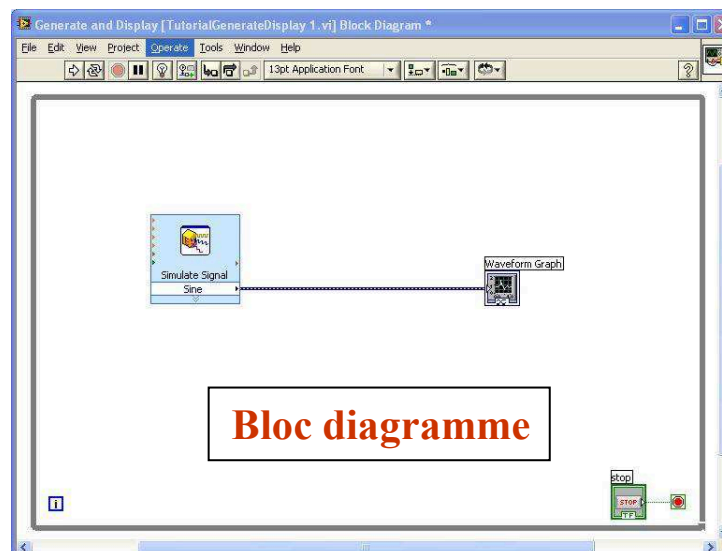 Generate and Display [TutorialGenerateDisplay 1.vi] Block Diagram *
File Edit View Project Operate Tools Window Help
13pt Application Font
Simulate Signal
Sine
Waveform Graph
Bloc diagramme
stop
STOP
TF
i